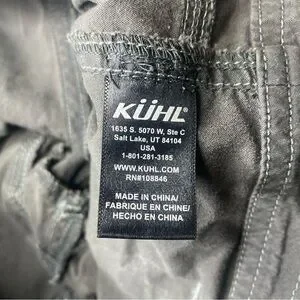 KÜHL
1635 S. 5070 W, Ste C
Salt Lake, UT 84104
USA
1-801-281-3185
WWW.KUHL.COM
RN#108846
MADE IN CHINA/
FABRIQUE EN CHINE/
HECHO EN CHINA